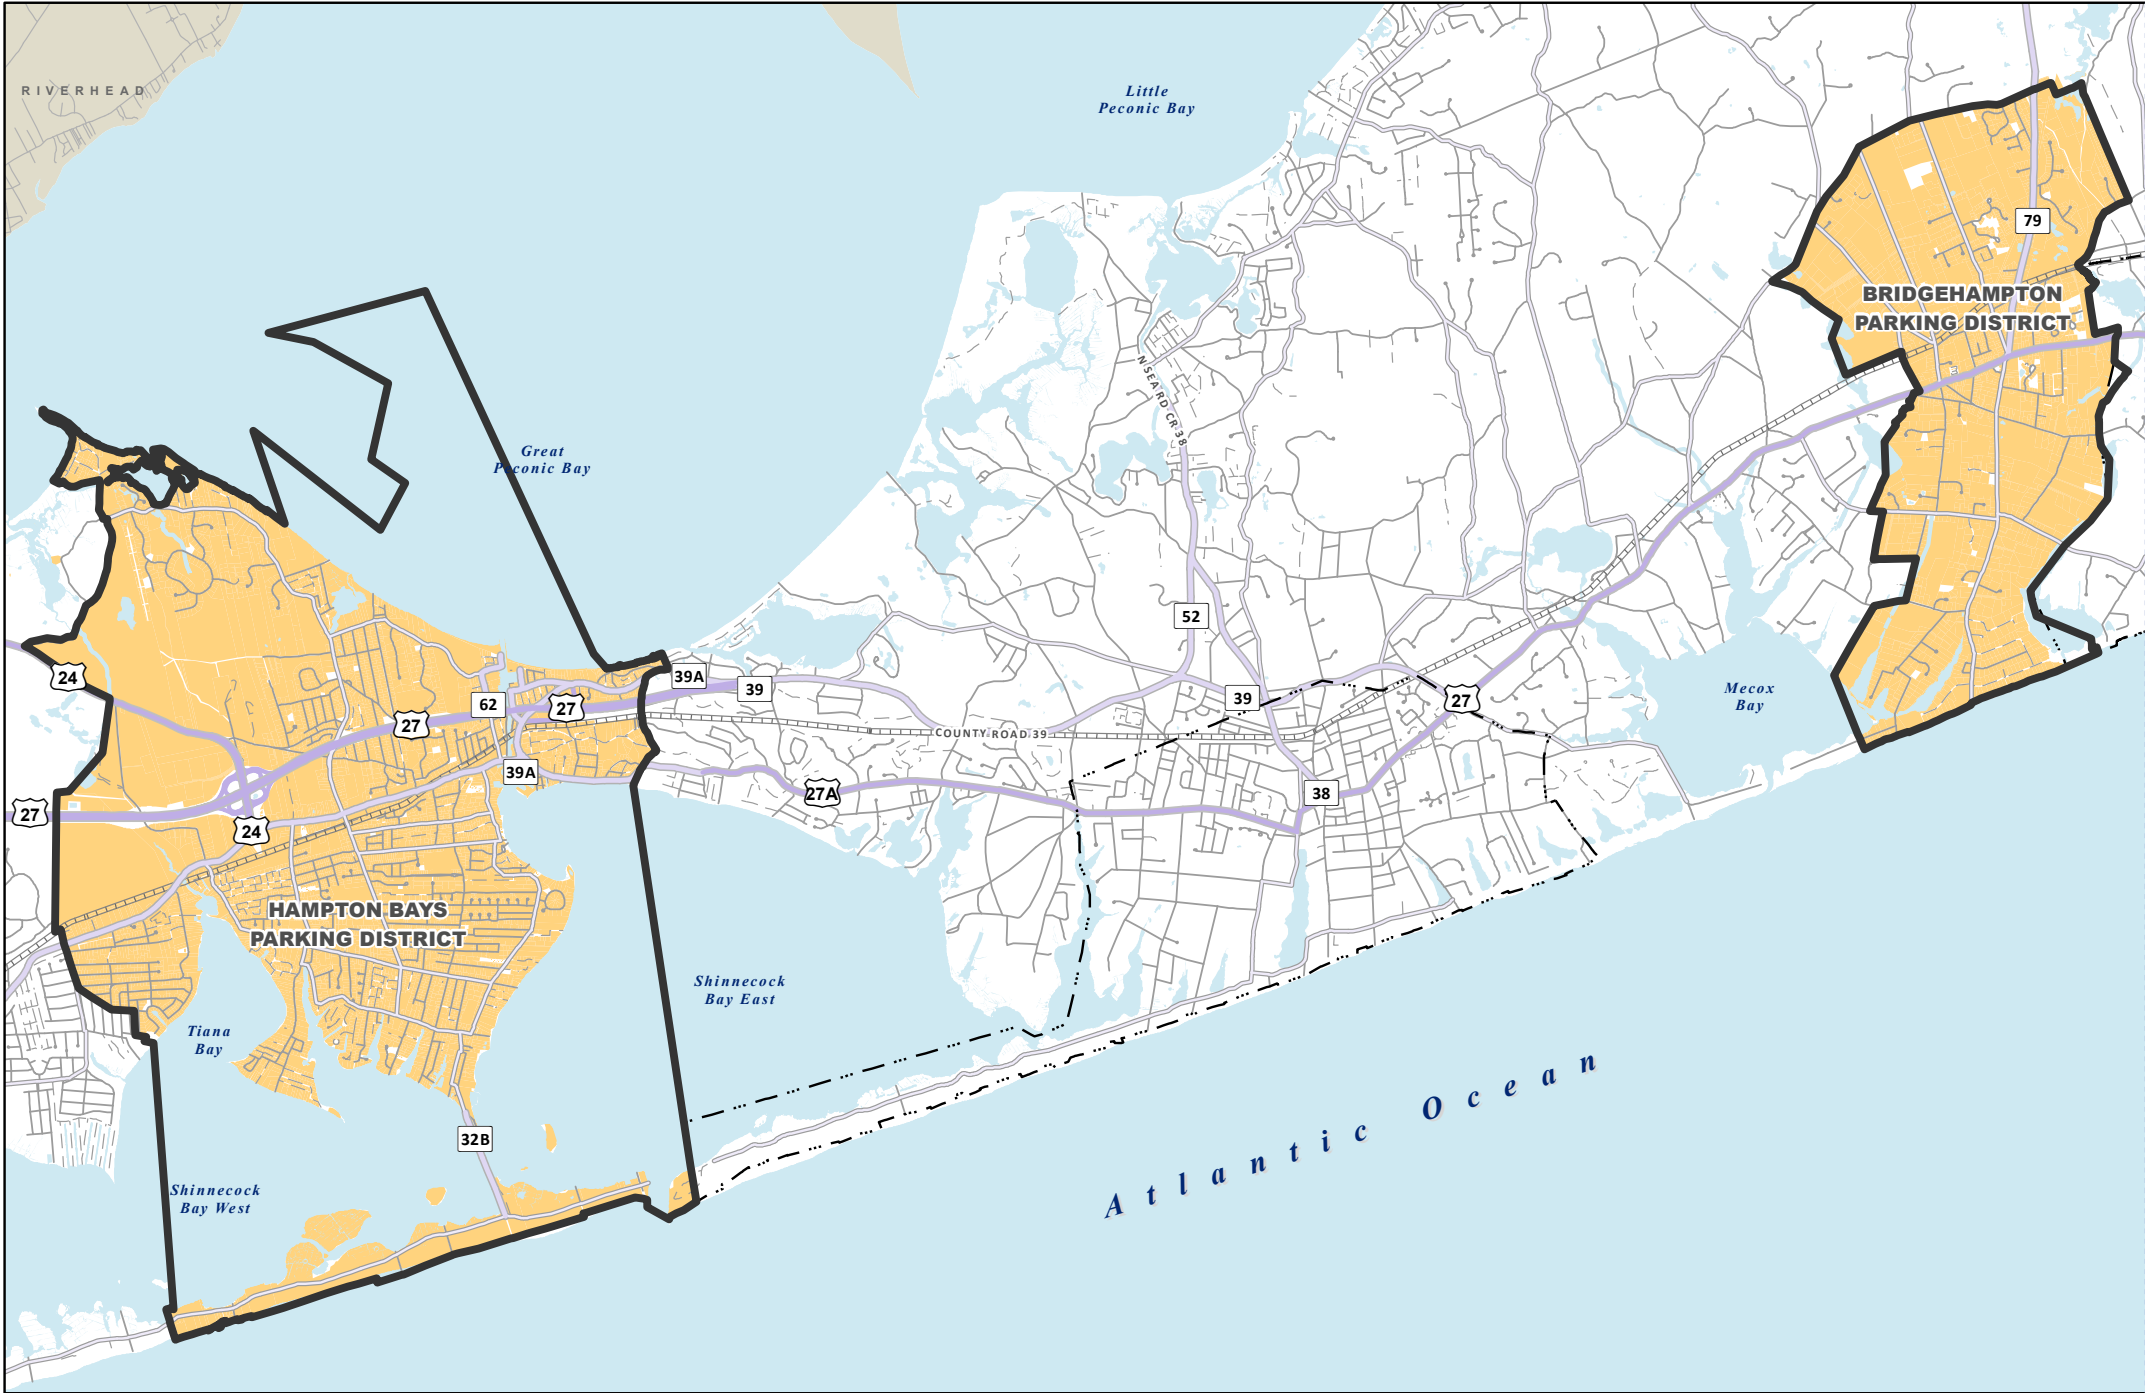 RIVERHEAD
Little
Peconic Bay
79
BRIDGEHAMPTON
PARKING DISTRICT
N SEA RD CR 38
Great
Peconic Bay
52
24
39A
39
62
27
27
39
27
Mecox
Bay
COUNTY ROAD 39
39A
27A
38
27
24
HAMPTON BAYS
PARKING DISTRICT
Shinnecock
Bay East
Tiana
Bay
Atlantic Ocean
32B
Shinnecock
Bay West